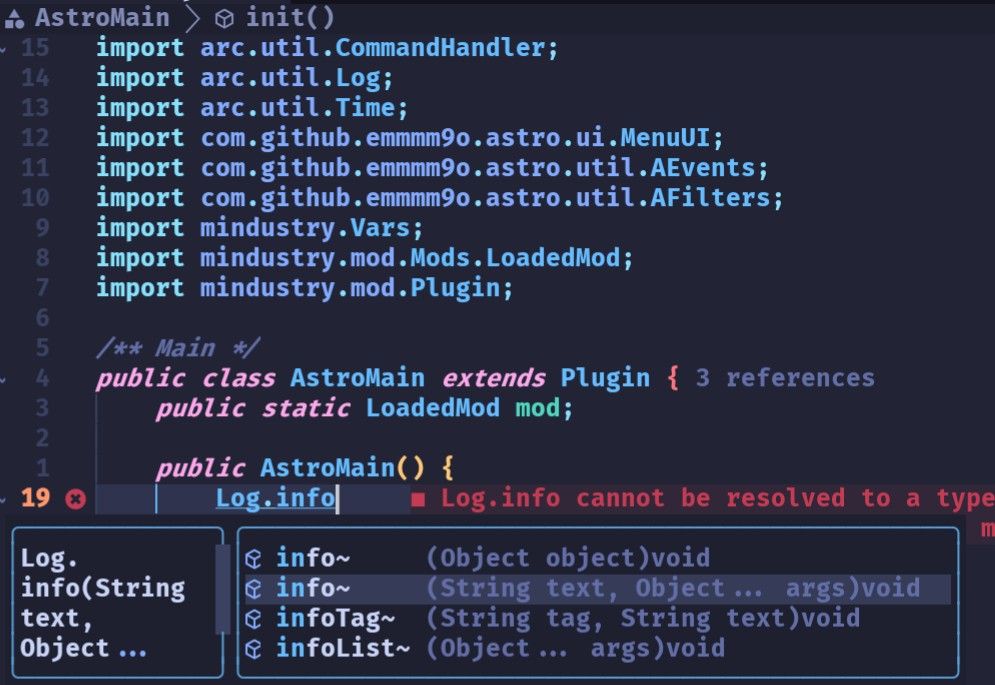 AstroMain > init()
15 import arc.util.CommandHandler;
14 import arc.util.Log;
13 import arc.util.Time;
12 import com.github.emmmm9o.astro.ui.MenuUI;
11 import com.github.emmmm9o.astro.util.AEvents;
10 import com.github.emmmm9o.astro.util.AFilters;
9 import mindustry.Vars;
8 import mindustry.mod.Mods.LoadedMod;
7 import mindustry.mod.Plugin;
6
5 /** Main */
4 public class AstroMain extends Plugin { 3 references
3 public static LoadedMod mod;
2
1 public AstroMain() {
19 Log.info ■ Log.info cannot be resolved to a type
m
Log.
info(String
text,
Object...
info~ (Object object)void
info~ (String text, Object... args)void
infoTag~ (String tag, String text)void
infoList~ (Object... args)void